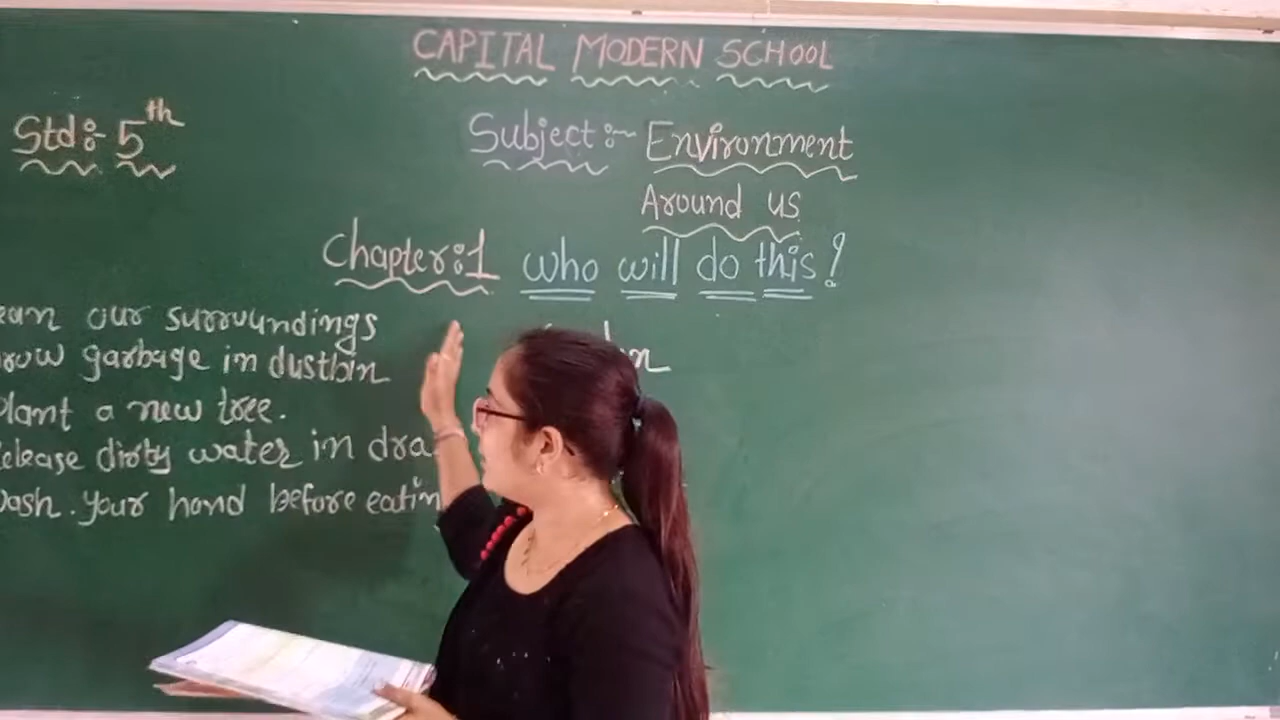 CAPITAL MODERN SCHOOL
Std:- 5th
Subject:- Environment
Around us
Chapter:1 who will do this!
our surroundings
garbage in dustbin
Plant a new tree.
dirty water in
your hand before